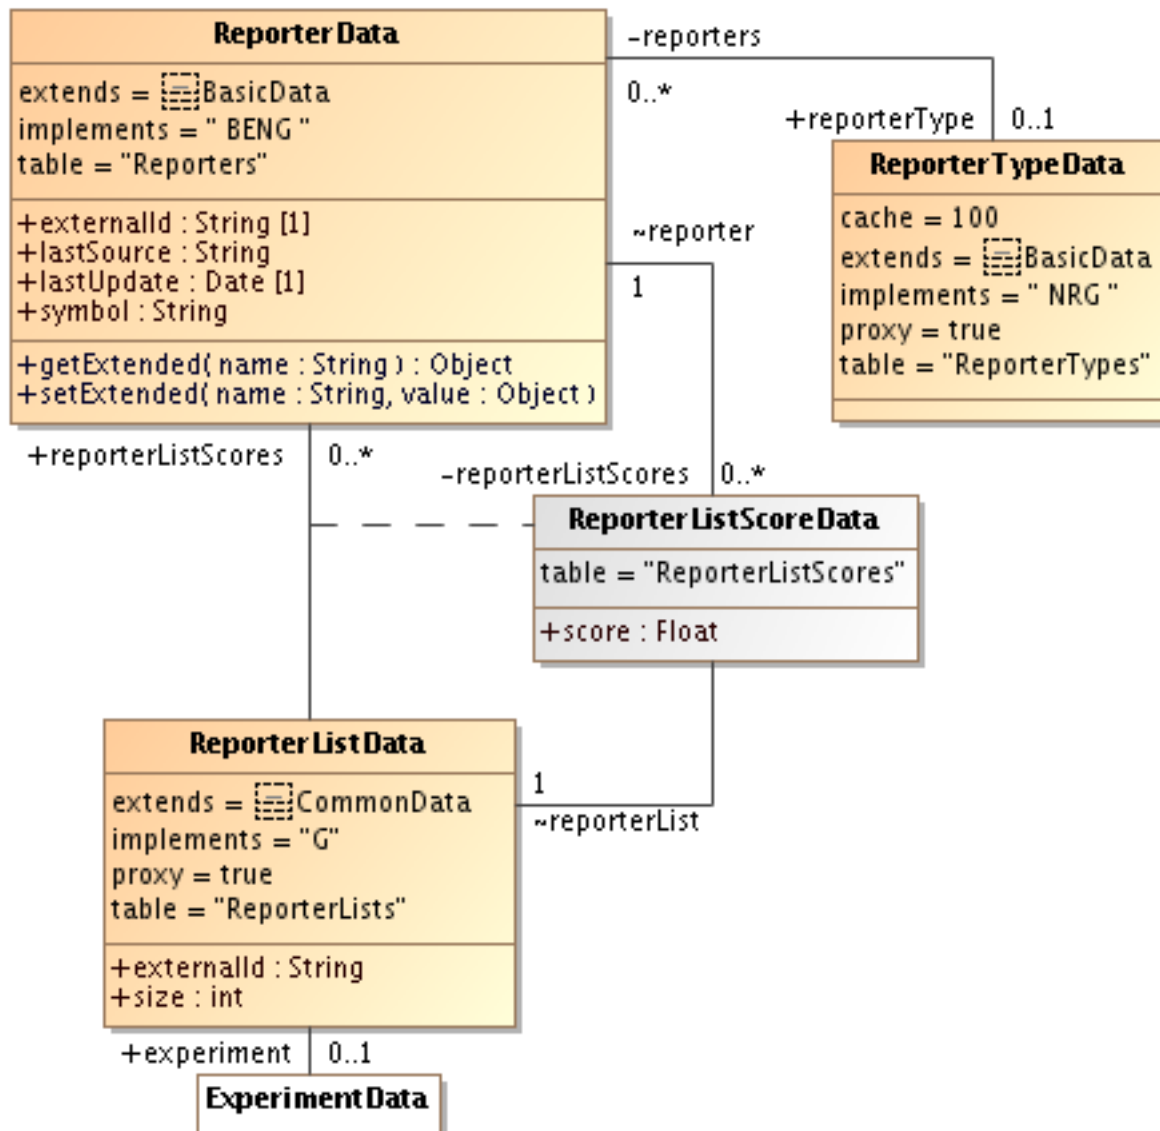 ReporterData
extends = BasicData
implements = " BENG "
table = "Reporters"
+externalId : String [1]
+lastSource : String
+lastUpdate : Date [1]
+symbol : String
+getExtended( name : String ) : Object
+setExtended( name : String, value : Object )
-reporters
0..*
+reporterType
0..1
ReporterTypeData
cache = 100
extends = BasicData
implements = " NRG "
proxy = true
table = "ReporterTypes"
~reporter
1
+reporterListScores
0..*
-reporterListScores
0..*
ReporterListScoreData
table = "ReporterListScores"
+score : Float
ReporterListData
extends = CommonData
implements = "G"
proxy = true
table = "ReporterLists"
+externalId : String
+size : int
1
~reporterList
+experiment
0..1
ExperimentData